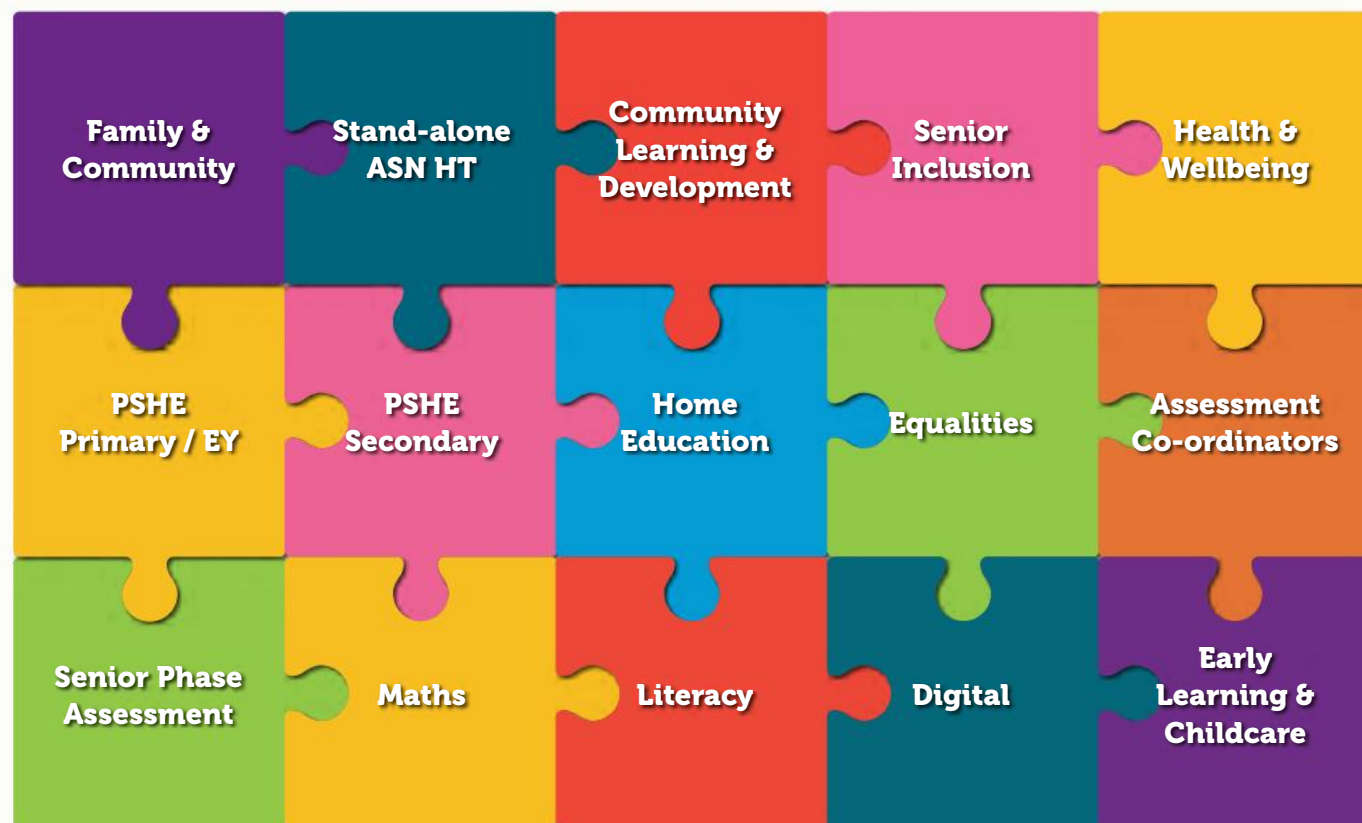 Family &
Community
Stand-alone
ASN HT
Community
Learning &
Development
Senior
Inclusion
Health &
Wellbeing
PSHE
Primary / EY
PSHE
Secondary
Home
Education
Equalities
Assessment
Co-ordinators
Senior Phase
Assessment
Maths
Literacy
Digital
Early
Learning &
Childcare